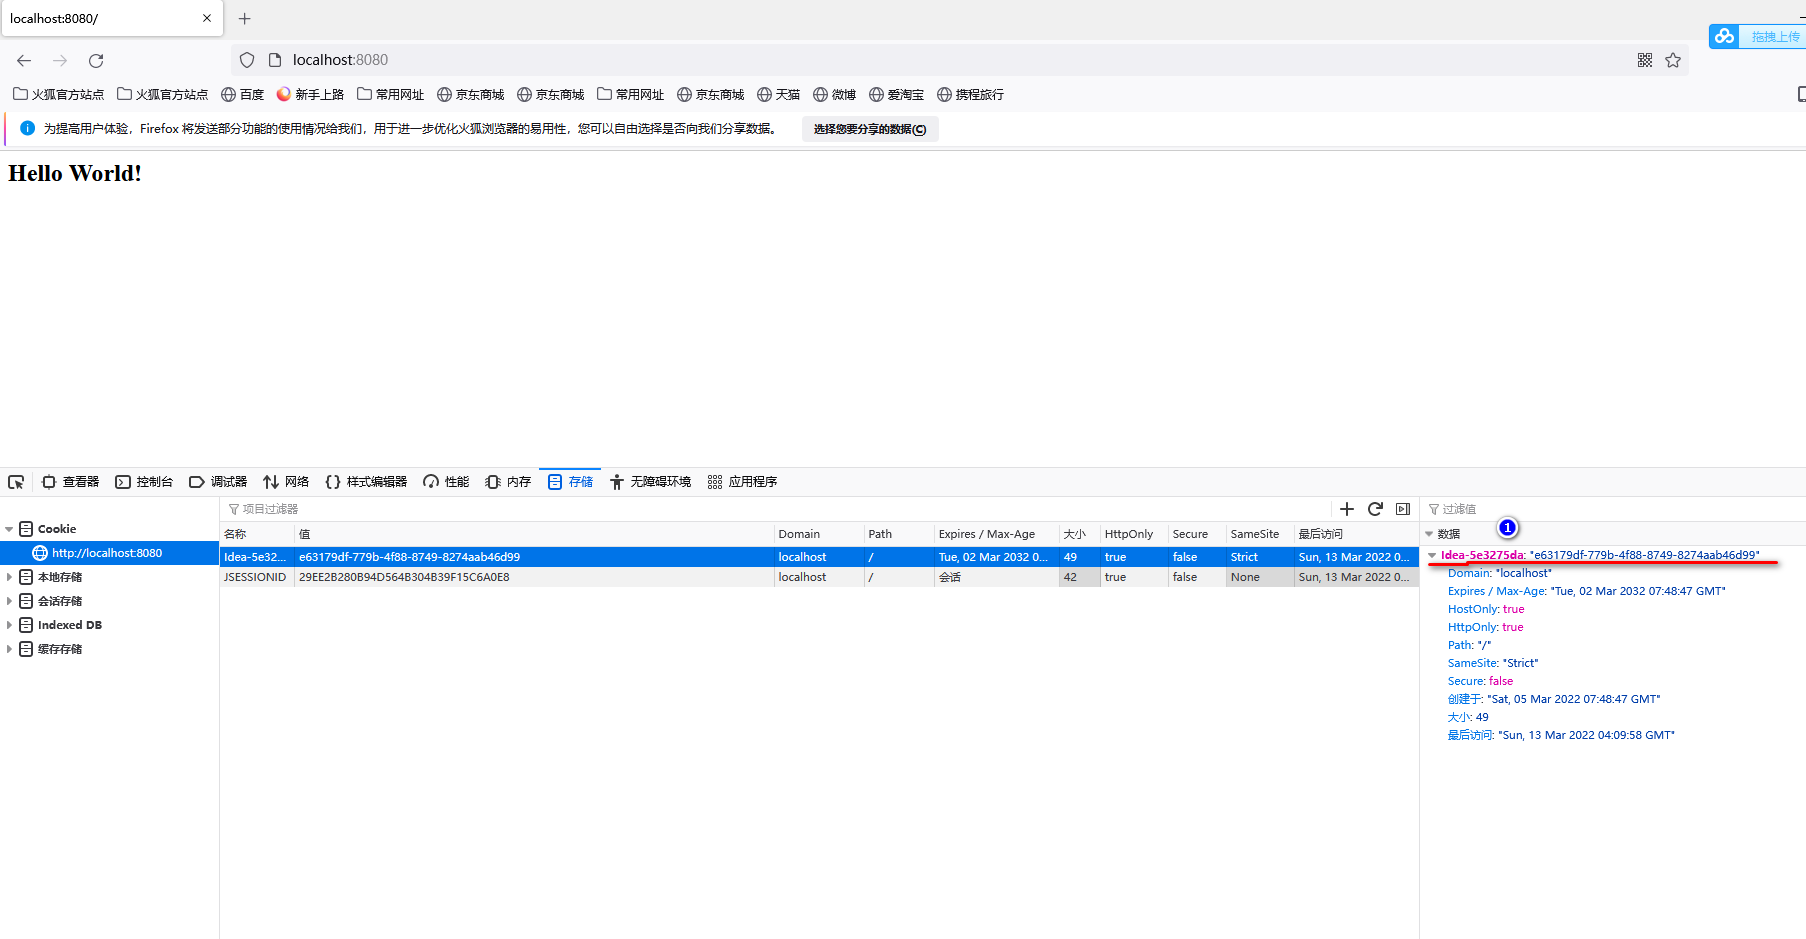 localhost:8080/
拖拽上传
localhost:8080
火狐官方站点 火狐官方站点 百度 新手上路 常用网址 京东商城 京东商城 常用网址 京东商城 天猫 微博 爱淘宝 携程旅行
为提高用户体验，Firefox 将发送部分功能的使用情况给我们，用于进一步优化火狐浏览器的易用性，您可以自由选择是否向我们分享数据。 选择您要分享的数据(C)
Hello World!
查看器 控制台 调试器 网络 样式编辑器 性能 内存 存储 无障碍环境 应用程序
项目过滤器
过滤值
Cookie
http://localhost:8080
本地存储
会话存储
Indexed DB
缓存存储
名称 值 Domain Path Expires / Max-Age 大小 HttpOnly Secure SameSite 最后访问
Idea-5e32... e63179df-779b-4f88-8749-8274aab46d99 localhost / Tue, 02 Mar 2032 0... 49 true false Strict Sun, 13 Mar 2022 0...
JSESSIONID 29EE2B280B94D564B304B39F15C6A0E8 localhost / 会话 42 true false None Sun, 13 Mar 2022 0...
数据
1
Idea-5e3275da: "e63179df-779b-4f88-8749-8274aab46d99"
Domain: "localhost"
Expires / Max-Age: "Tue, 02 Mar 2032 07:48:47 GMT"
HostOnly: true
HttpOnly: true
Path: "/"
SameSite: "Strict"
Secure: false
创建于: "Sat, 05 Mar 2022 07:48:47 GMT"
大小: 49
最后访问: "Sun, 13 Mar 2022 04:09:58 GMT"